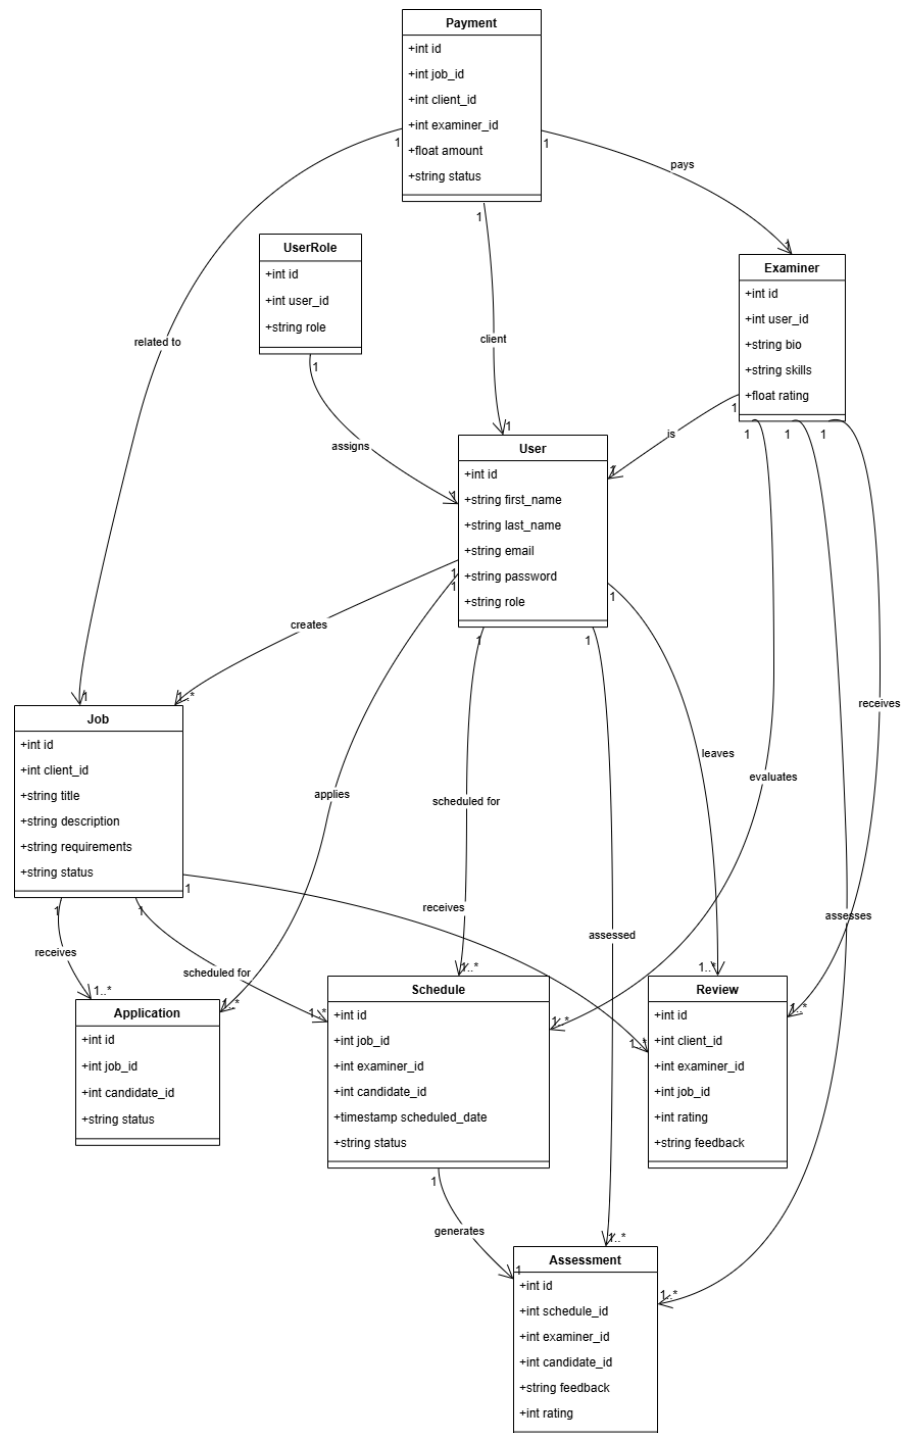 Payment
+int id
+int job_id
+int client_id
+int examiner_id
+float amount
+string status
1
1
1
pays
1
related to
client
UserRole
+int id
+int user_id
+string role
1
assigns
1
Examiner
+int id
+int user_id
+string bio
+string skills
+float rating
1
1
1
1
is
1
1
User
+int id
+string first_name
+string last_name
+string email
+string password
+string role
1
1
1
1
1
creates
applies
scheduled for
assessed
leaves
evaluates
receives
assesses
1
1..*
Job
+int id
+int client_id
+string title
+string description
+string requirements
+string status
1
1
1
receives
scheduled for
receives
1..*
1..*
Application
+int id
+int job_id
+int candidate_id
+string status
1..*
1..*
1..*
Schedule
+int id
+int job_id
+int examiner_id
+int candidate_id
+timestamp scheduled_date
+string status
1
generates
1
1..*
1..*
1..*
Review
+int id
+int client_id
+int examiner_id
+int job_id
+int rating
+string feedback
1..*
1..*
Assessment
+int id
+int schedule_id
+int examiner_id
+int candidate_id
+string feedback
+int rating